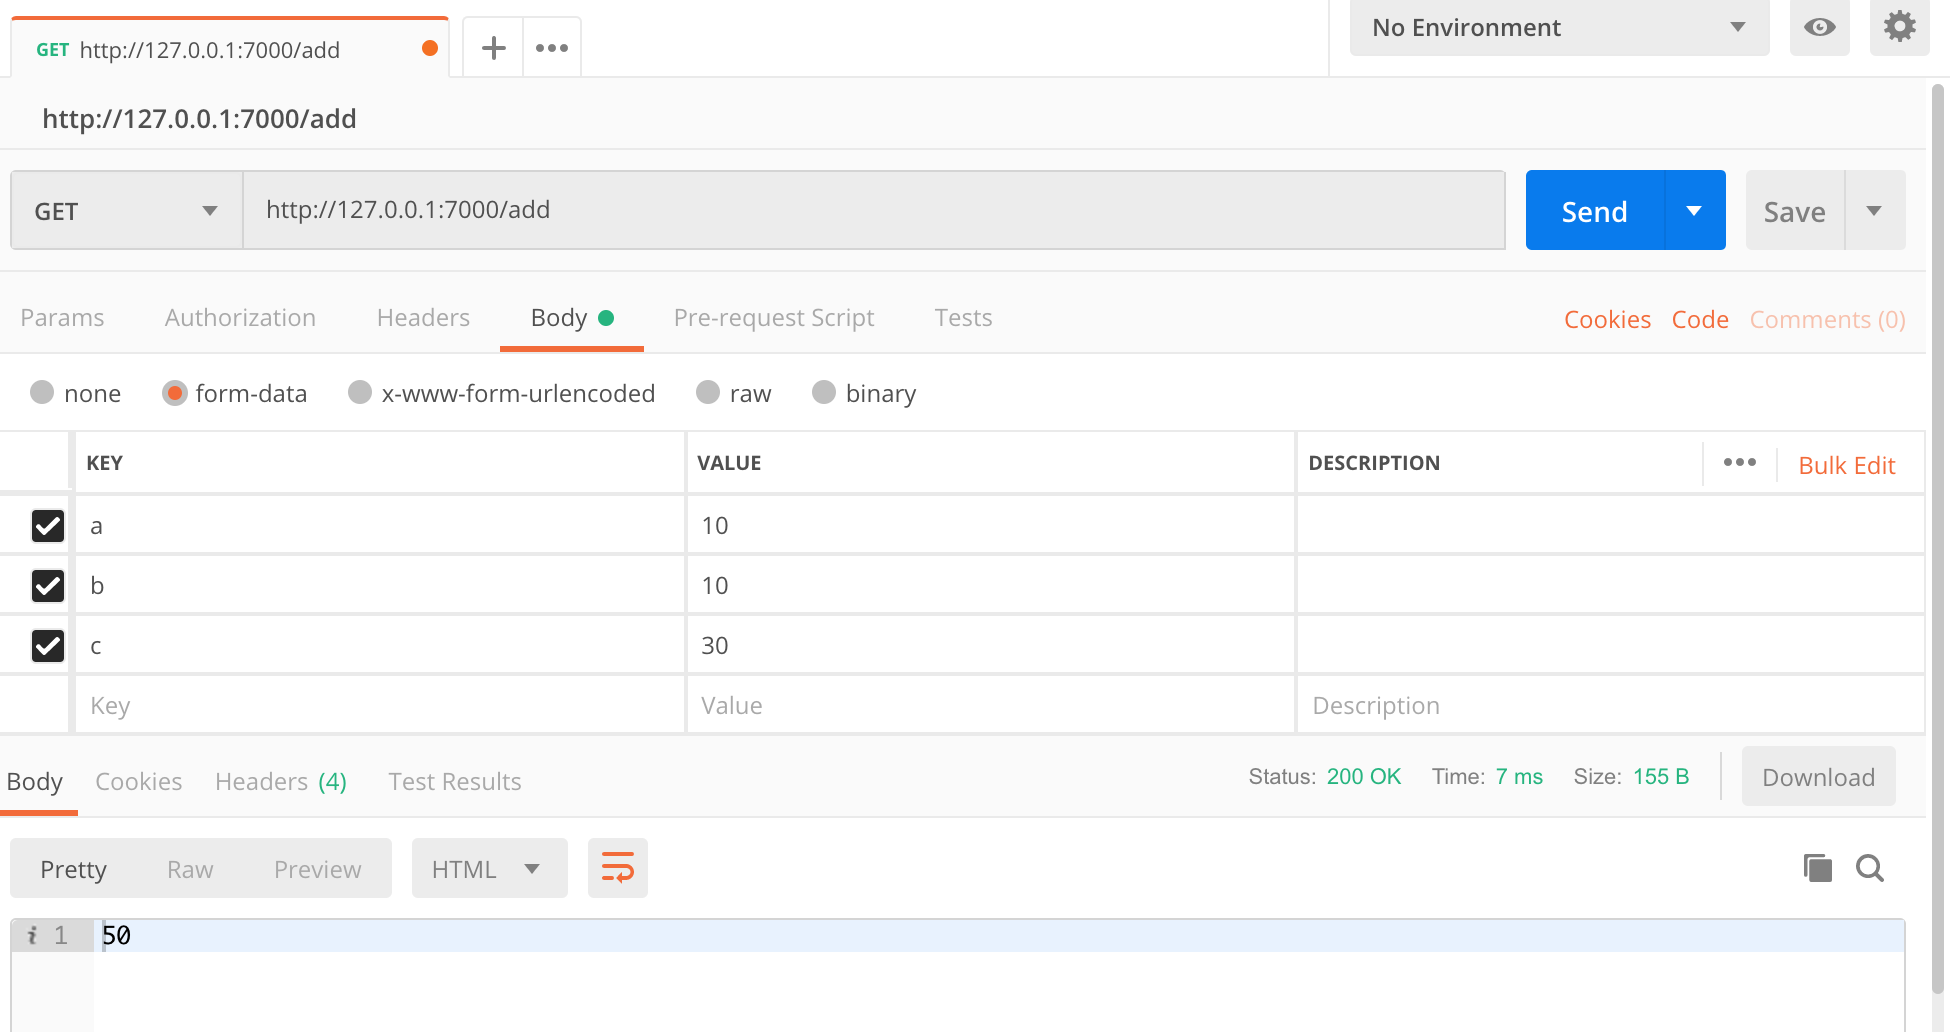 GET http://127.0.0.1:7000/add
No Environment
http://127.0.0.1:7000/add
GET http://127.0.0.1:7000/add Send Save
Params Authorization Headers Body Pre-request Script Tests Cookies Code Comments (0)
none form-data x-www-form-urlencoded raw binary
KEY VALUE DESCRIPTION Bulk Edit
a 10
b 10
c 30
Key Value Description
Body Cookies Headers (4) Test Results Status: 200 OK Time: 7 ms Size: 155 B Download
Pretty Raw Preview HTML
i 1 50